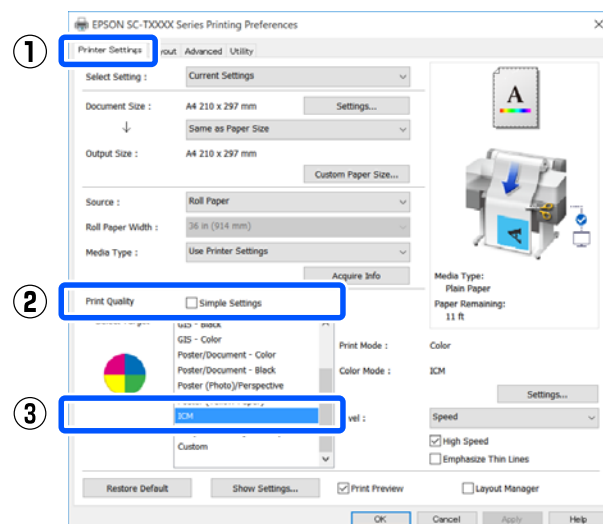 EPSON SC-TXXXX Series Printing Preferences
① Printer Settings yout Advanced Utility
Select Setting : Current Settings
Document Size : A4 210 x 297 mm Settings...
Same as Paper Size
Output Size : A4 210 x 297 mm
Custom Paper Size...
Source : Roll Paper
Roll Paper Width : 36 in (914 mm)
Media Type : Use Printer Settings
Acquire Info
A
Media Type:
Plain Paper
Paper Remaining:
11 ft
② Print Quality Simple Settings
GIS - Black
GIS - Color
Poster/Document - Color
Poster/Document - Black
Poster (Photo)/Perspective
③ ICM
Custom
Print Mode : Color
Color Mode : ICM
Settings...
vel : Speed
High Speed
Emphasize Thin Lines
Restore Default Show Settings... Print Preview Layout Manager
OK Cancel Apply Help